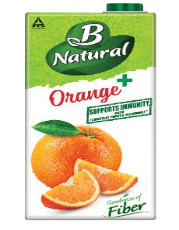 B
Natural
Orange+
SUPPORTS IMMUNITY
Goodness of
Fiber